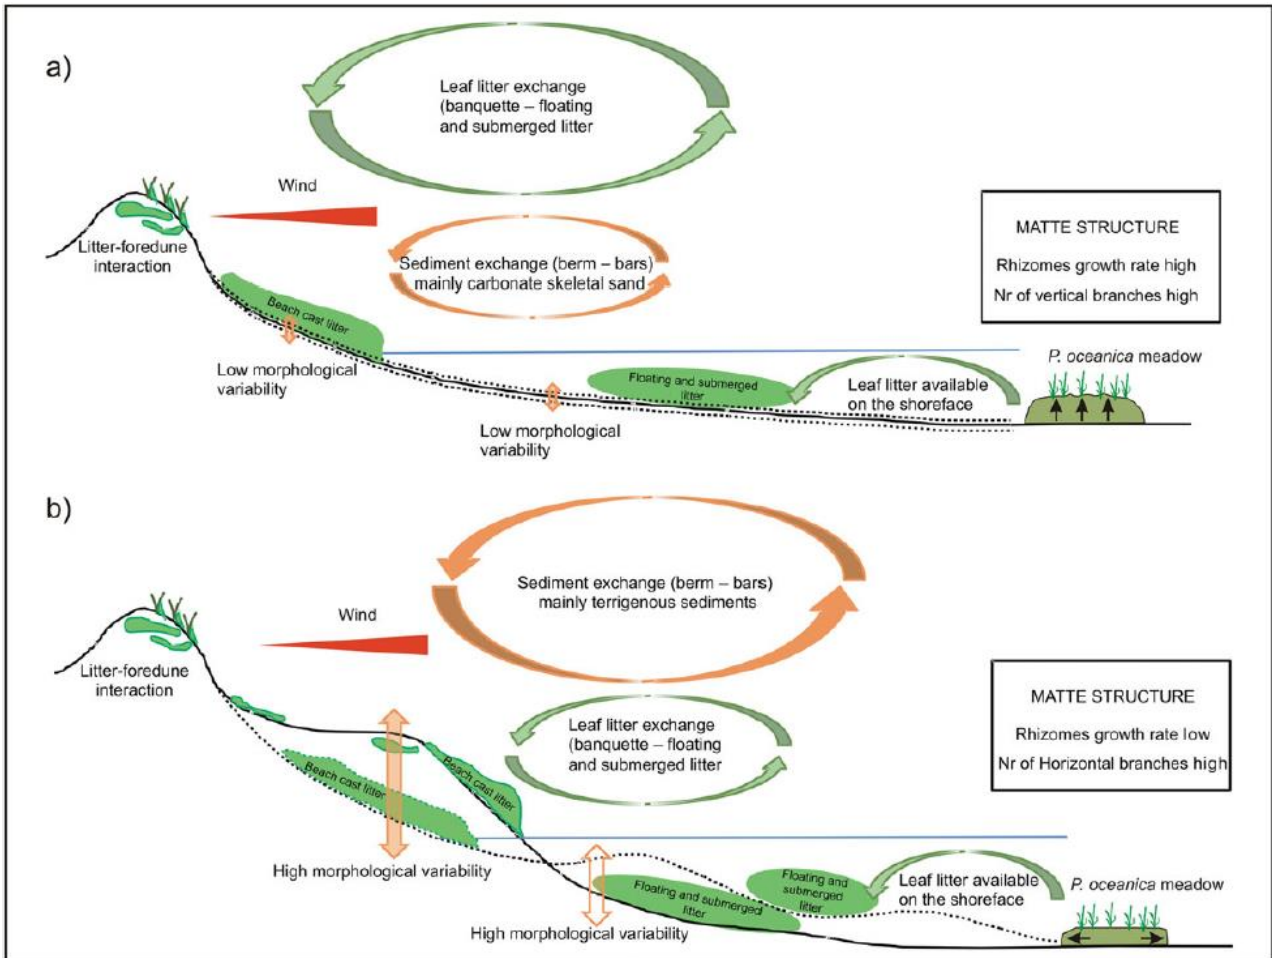 a)
Leaf litter exchange
(banquette – floating
and submerged litter
Wind
Litter-foredune
interaction
Sediment exchange (berm – bars)
mainly carbonate skeletal sand
MATTE STRUCTURE
Rhizomes growth rate high
Nr of vertical branches high
Beach cast litter
Low morphological
variability
Floating and submerged
litter
Leaf litter available
on the shoreface
P. oceanica meadow
Low morphological
variability
b)
Sediment exchange (berm – bars)
mainly terrigenous sediments
Wind
Litter-foredune
interaction
MATTE STRUCTURE
Rhizomes growth rate low
Nr of Horizontal branches high
Leaf litter exchange
(banquette – floating
and submerged litter
Beach cast litter
Beach cast litter
High morphological variability
Floating and submerged
litter
Floating and
submerged
litter
Leaf litter available
on the shoreface
P. oceanica meadow
High morphological variability